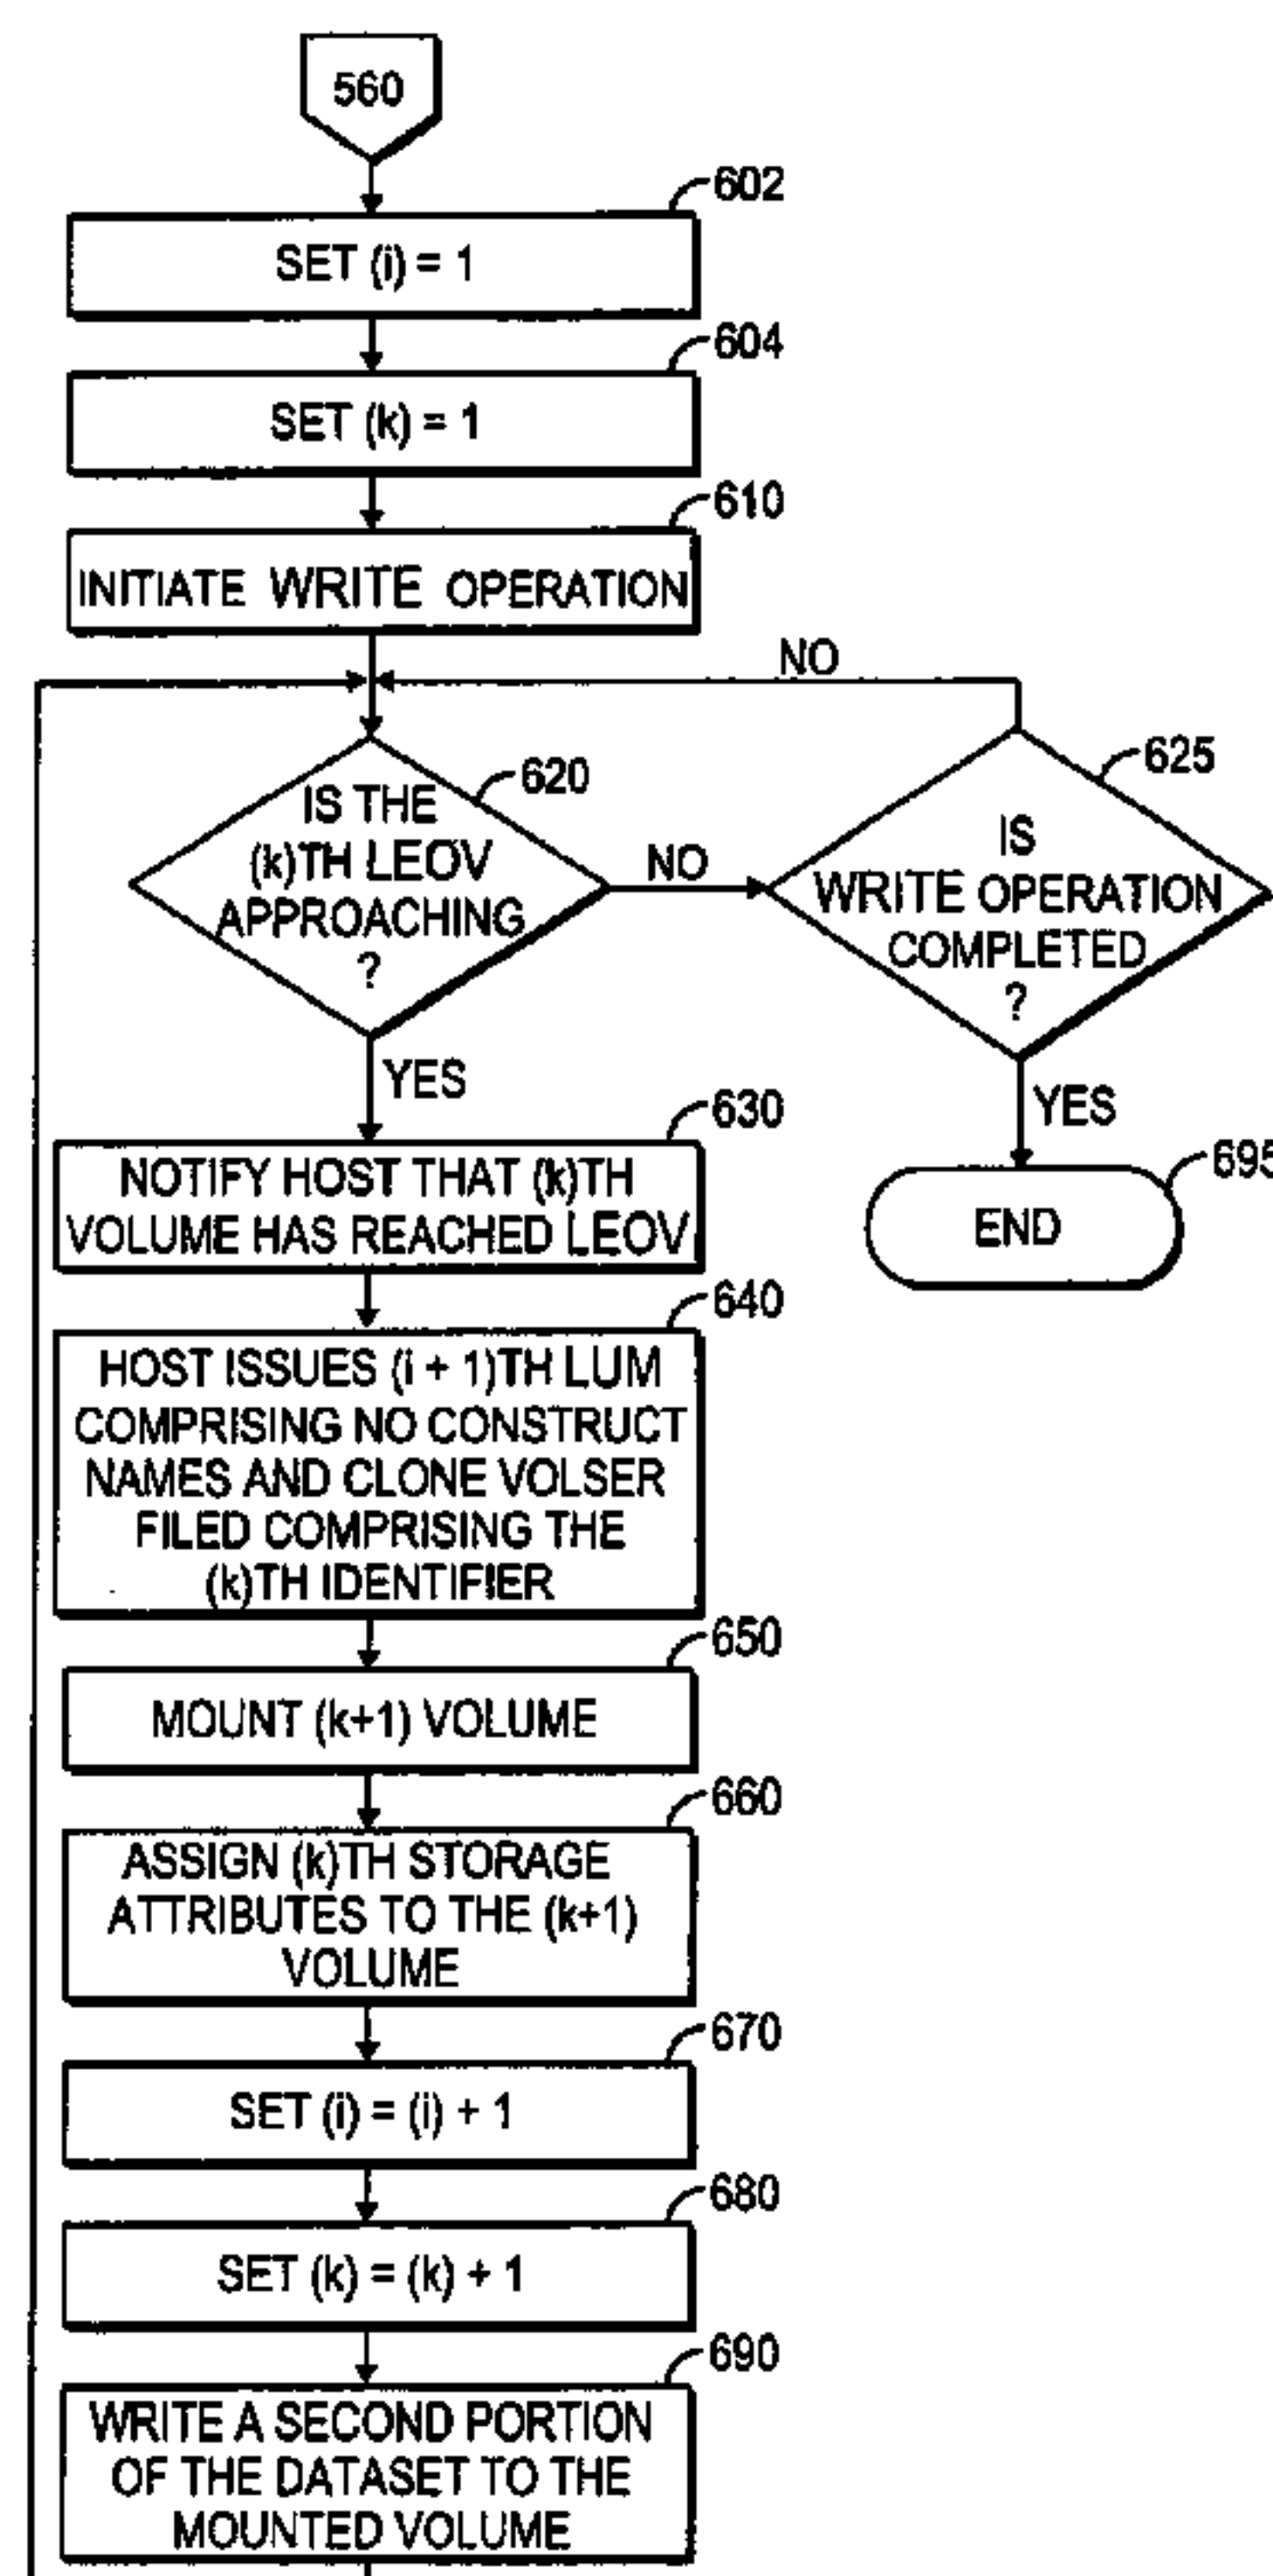 560
602
SET (i) = 1
604
SET (k) = 1
610
INITIATE WRITE OPERATION
NO
620
IS THE
(k)TH LEOV
APPROACHING
?
NO
625
IS
WRITE OPERATION
COMPLETED
?
YES
YES
630
NOTIFY HOST THAT (k)TH
VOLUME HAS REACHED LEOV
695
END
640
HOST ISSUES (i + 1)TH LUM
COMPRISING NO CONSTRUCT
NAMES AND CLONE VOLSER
FILED COMPRISING THE
(k)TH IDENTIFIER
650
MOUNT (k+1) VOLUME
660
ASSIGN (k)TH STORAGE
ATTRIBUTES TO THE (k+1)
VOLUME
670
SET (i) = (i) + 1
680
SET (k) = (k) + 1
690
WRITE A SECOND PORTION
OF THE DATASET TO THE
MOUNTED VOLUME